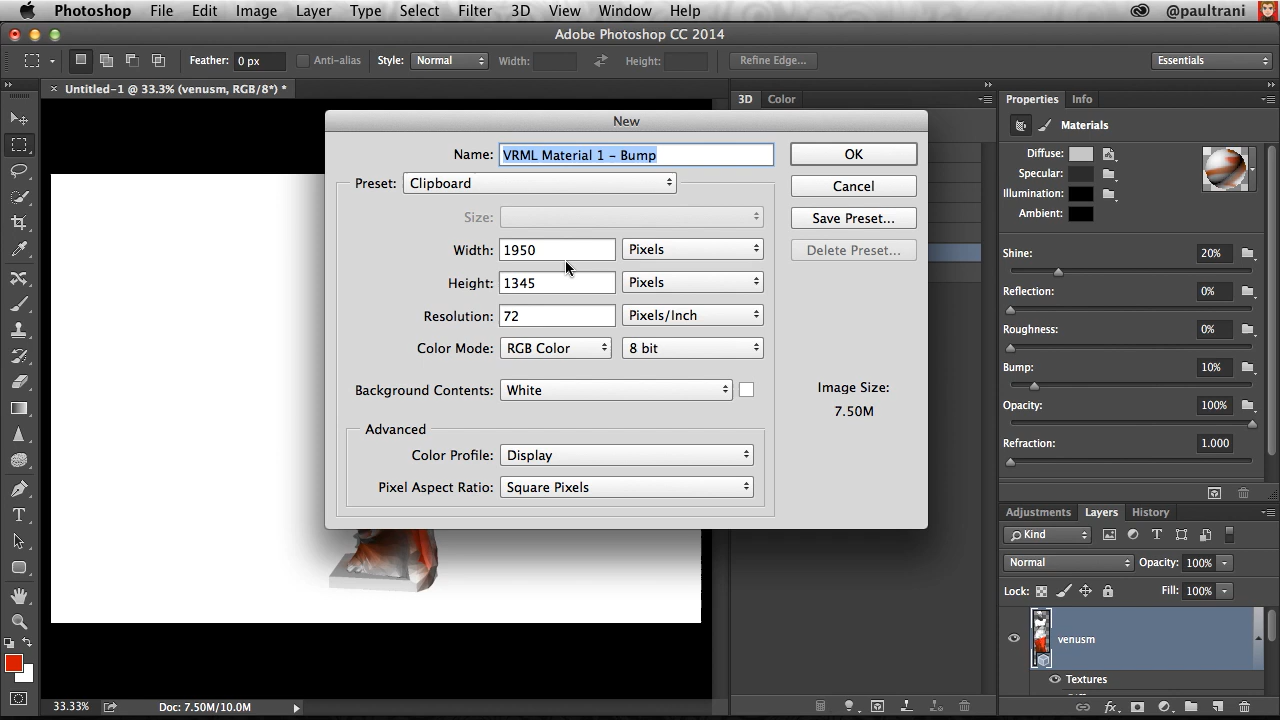 Photoshop File Edit Image Layer Type Select Filter 3D View Window Help @paultrani
Adobe Photoshop CC 2014
Feather: 0 px Anti-alias Style: Normal Width: Height: Refine Edge... Essentials
× Untitled-1 @ 33.3% (venusm, RGB/8*) *
3D Color
Properties Info
Materials
Diffuse:
Specular:
Illumination:
Ambient:
Shine: 20%
Reflection: 0%
Roughness: 0%
Bump: 10%
Opacity: 100%
Refraction: 1.000
New
Name: VRML Material 1 – Bump
Preset: Clipboard
Size:
Width: 1950 Pixels
Height: 1345 Pixels
Resolution: 72 Pixels/Inch
Color Mode: RGB Color 8 bit
Background Contents: White
Advanced
Color Profile: Display
Pixel Aspect Ratio: Square Pixels
OK
Cancel
Save Preset...
Delete Preset...
Image Size:
7.50M
Adjustments Layers History
Kind
Normal Opacity: 100%
Lock: Fill: 100%
venusm
Textures
33.33% Doc: 7.50M/10.0M